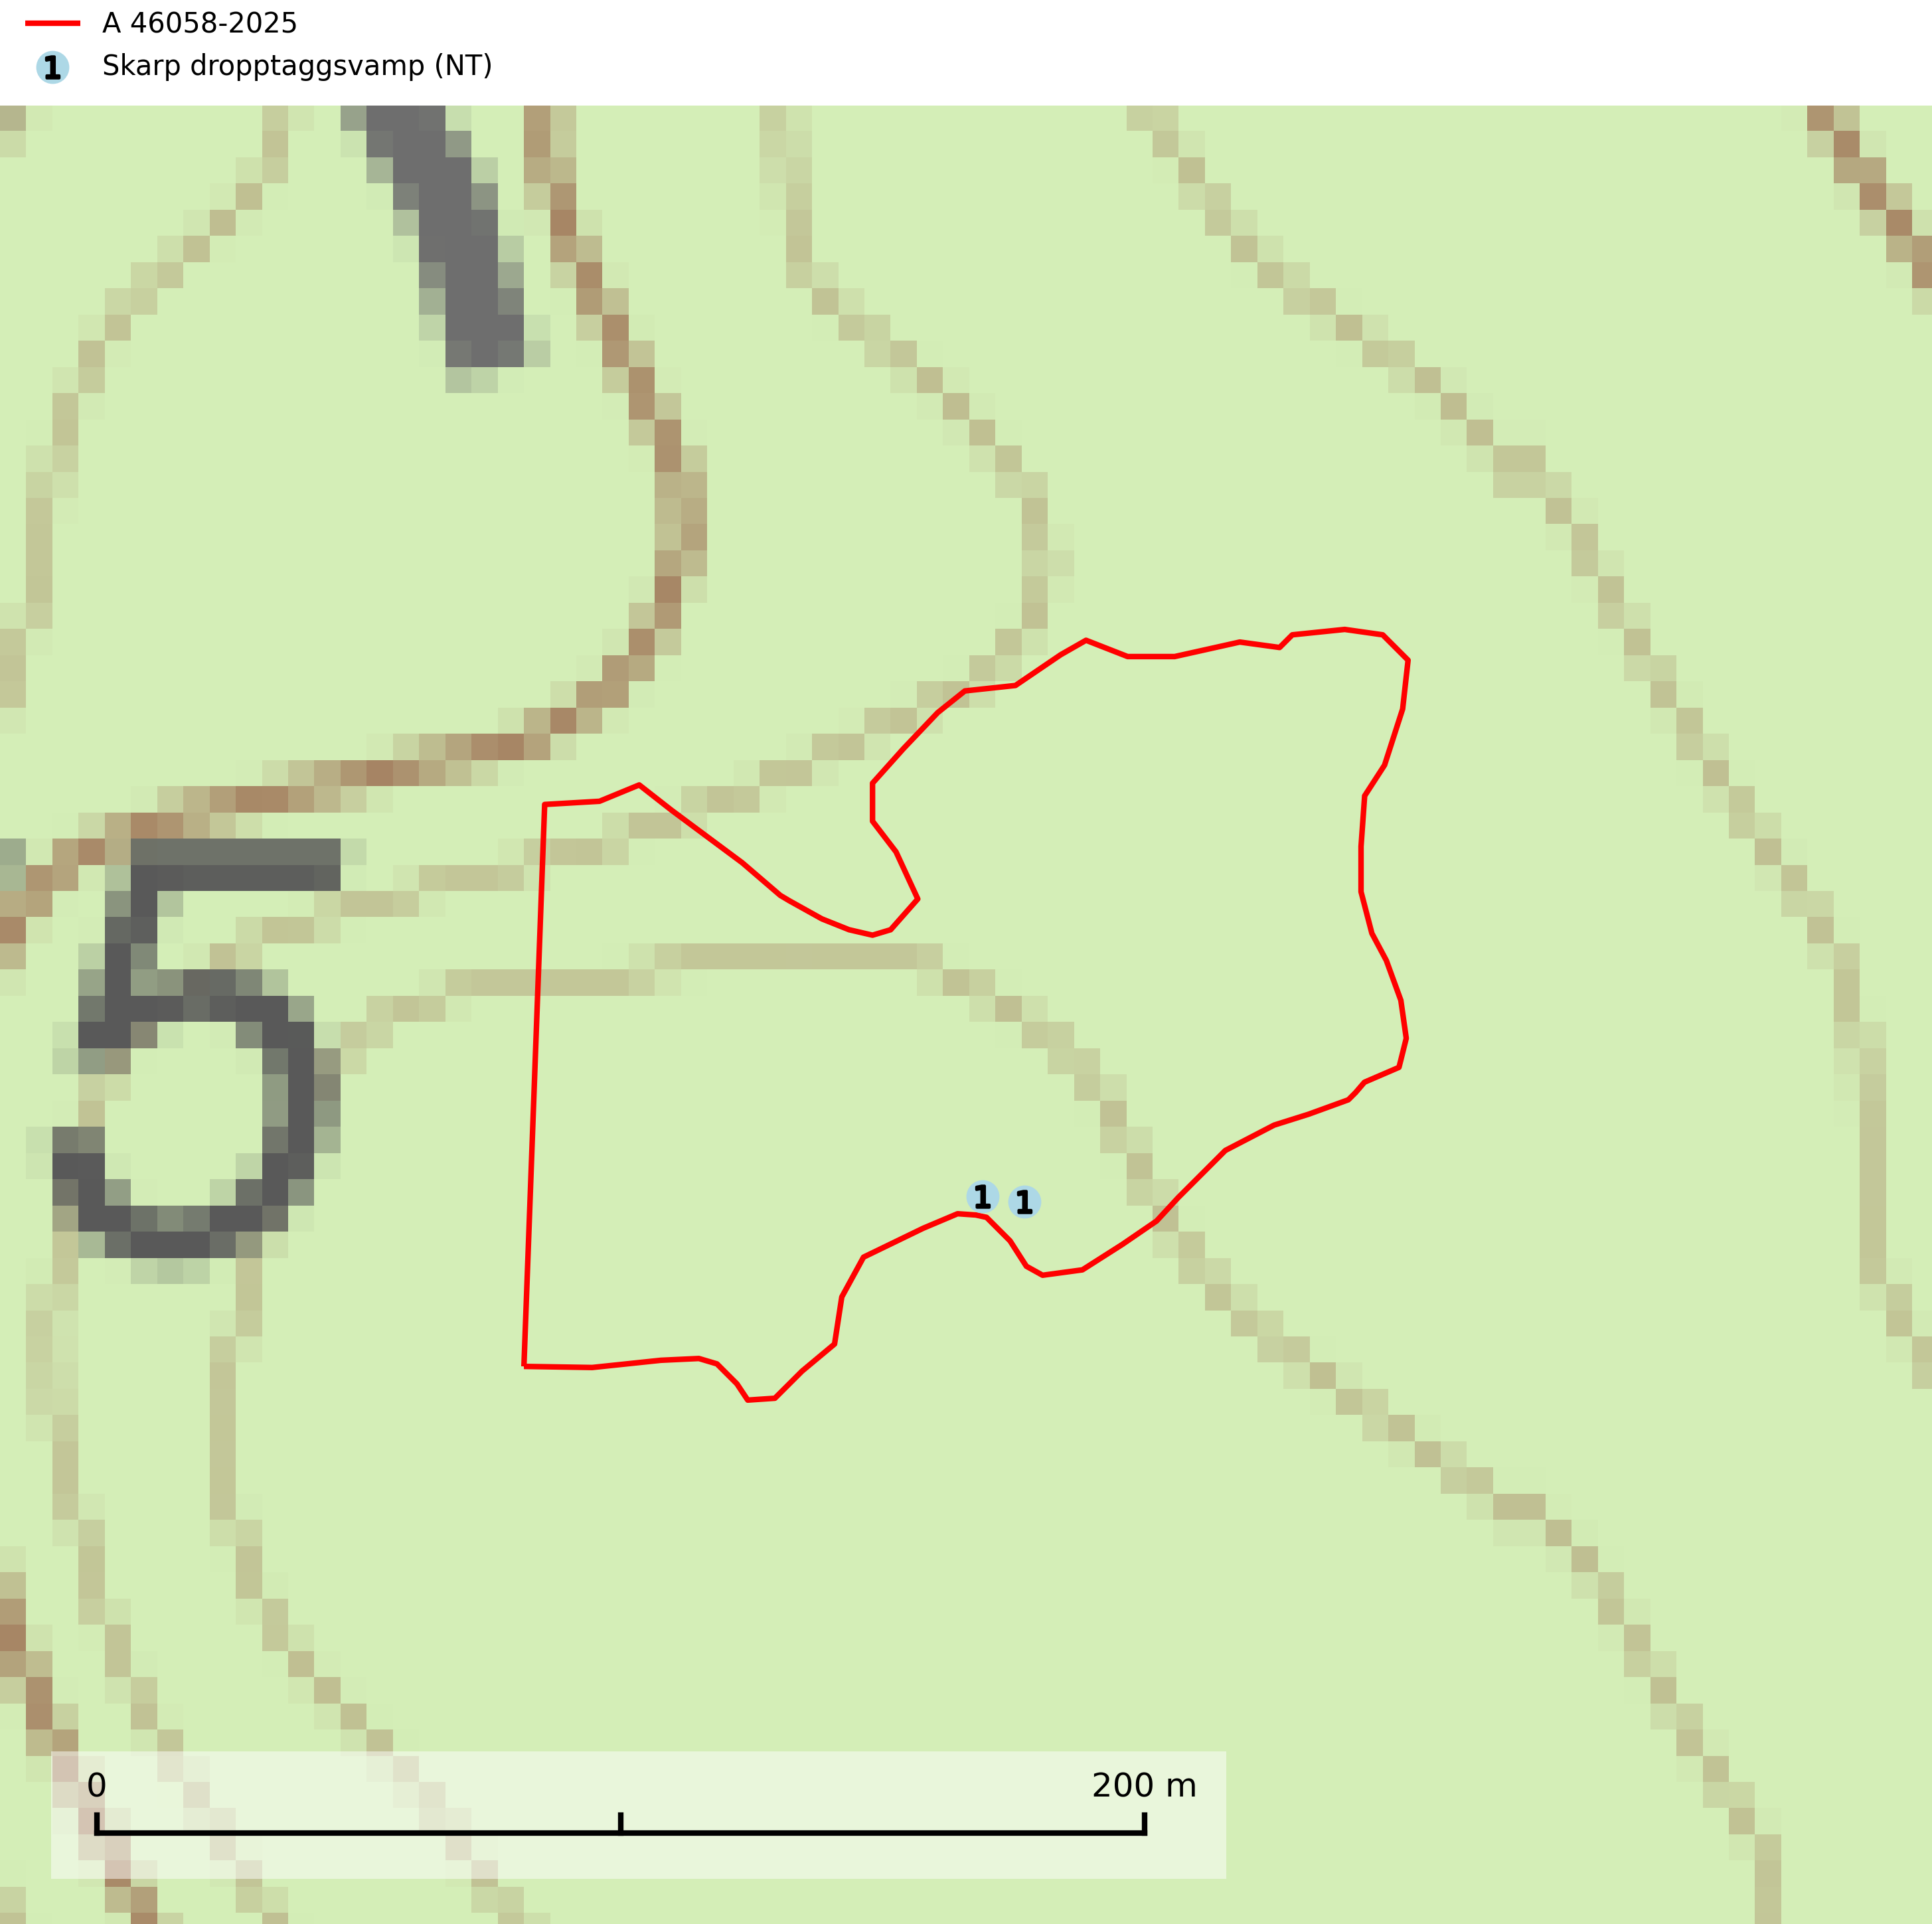 A 46058-2025
1 Skarp dropptaggsvamp (NT)
1 1
0 200 m